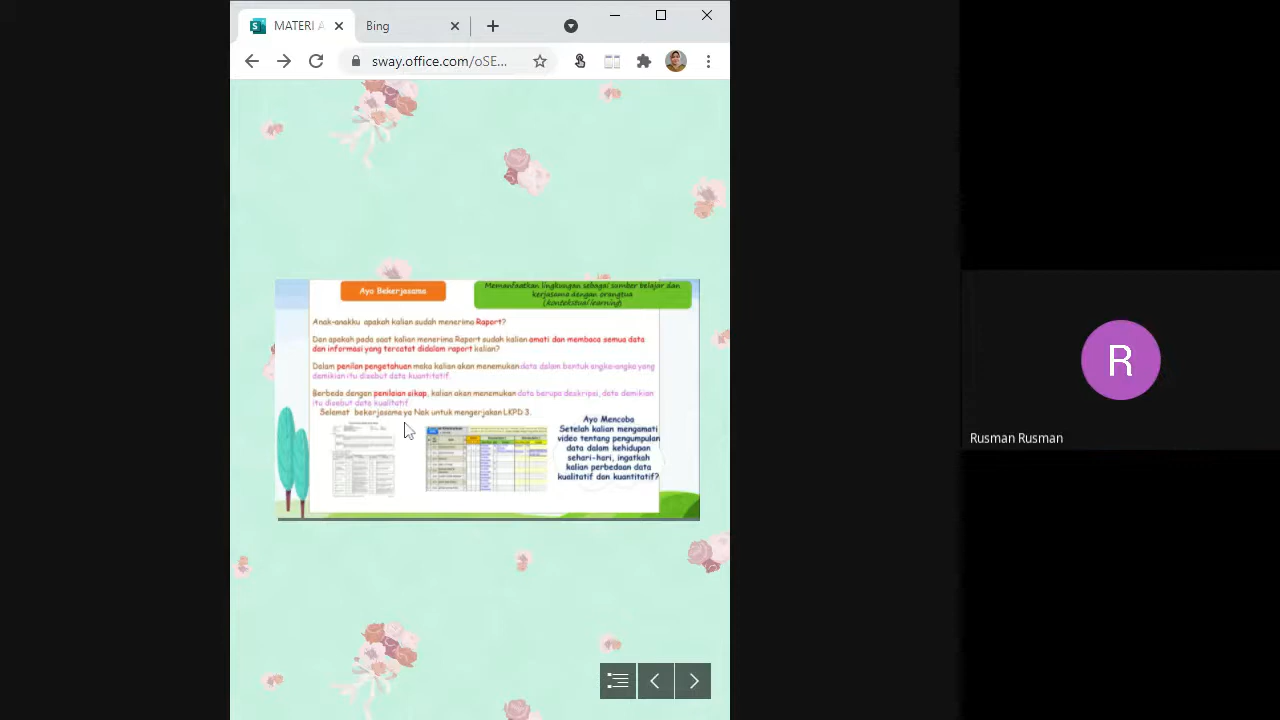 MATERI A
Bing
sway.office.com/oSE...
Ayo Bekerjasama
Memanfaatkan lingkungan sebagai sumber belajar dan
kerjasama dengan orangtua
(kontekstual learning)
Anak-anakku apakah kalian sudah menerima Raport?
Dan apakah pada saat kalian menerima Raport sudah kalian amati dan membaca semua data
dan informasi yang tercatat didalam raport kalian?
Dalam penilan pengetahuan maka kalian akan menemukan data dalam bentuk angka-angka yang
demikian itu disebut data kuantitatif.
Berbeda dengan penilaian sikap, kalian akan menemukan data berupa deskripsi, data demikian
itu disebut data kualitatif
Selamat bekerjasama ya Nak untuk mengerjakan LKPD 3.
Ayo Mencoba
Setelah kalian mengamati
video tentang pengumpulan
data dalam kehidupan
sehari-hari, ingatkah
kalian perbedaan data
kualitatif dan kuantitatif?
R
Rusman Rusman